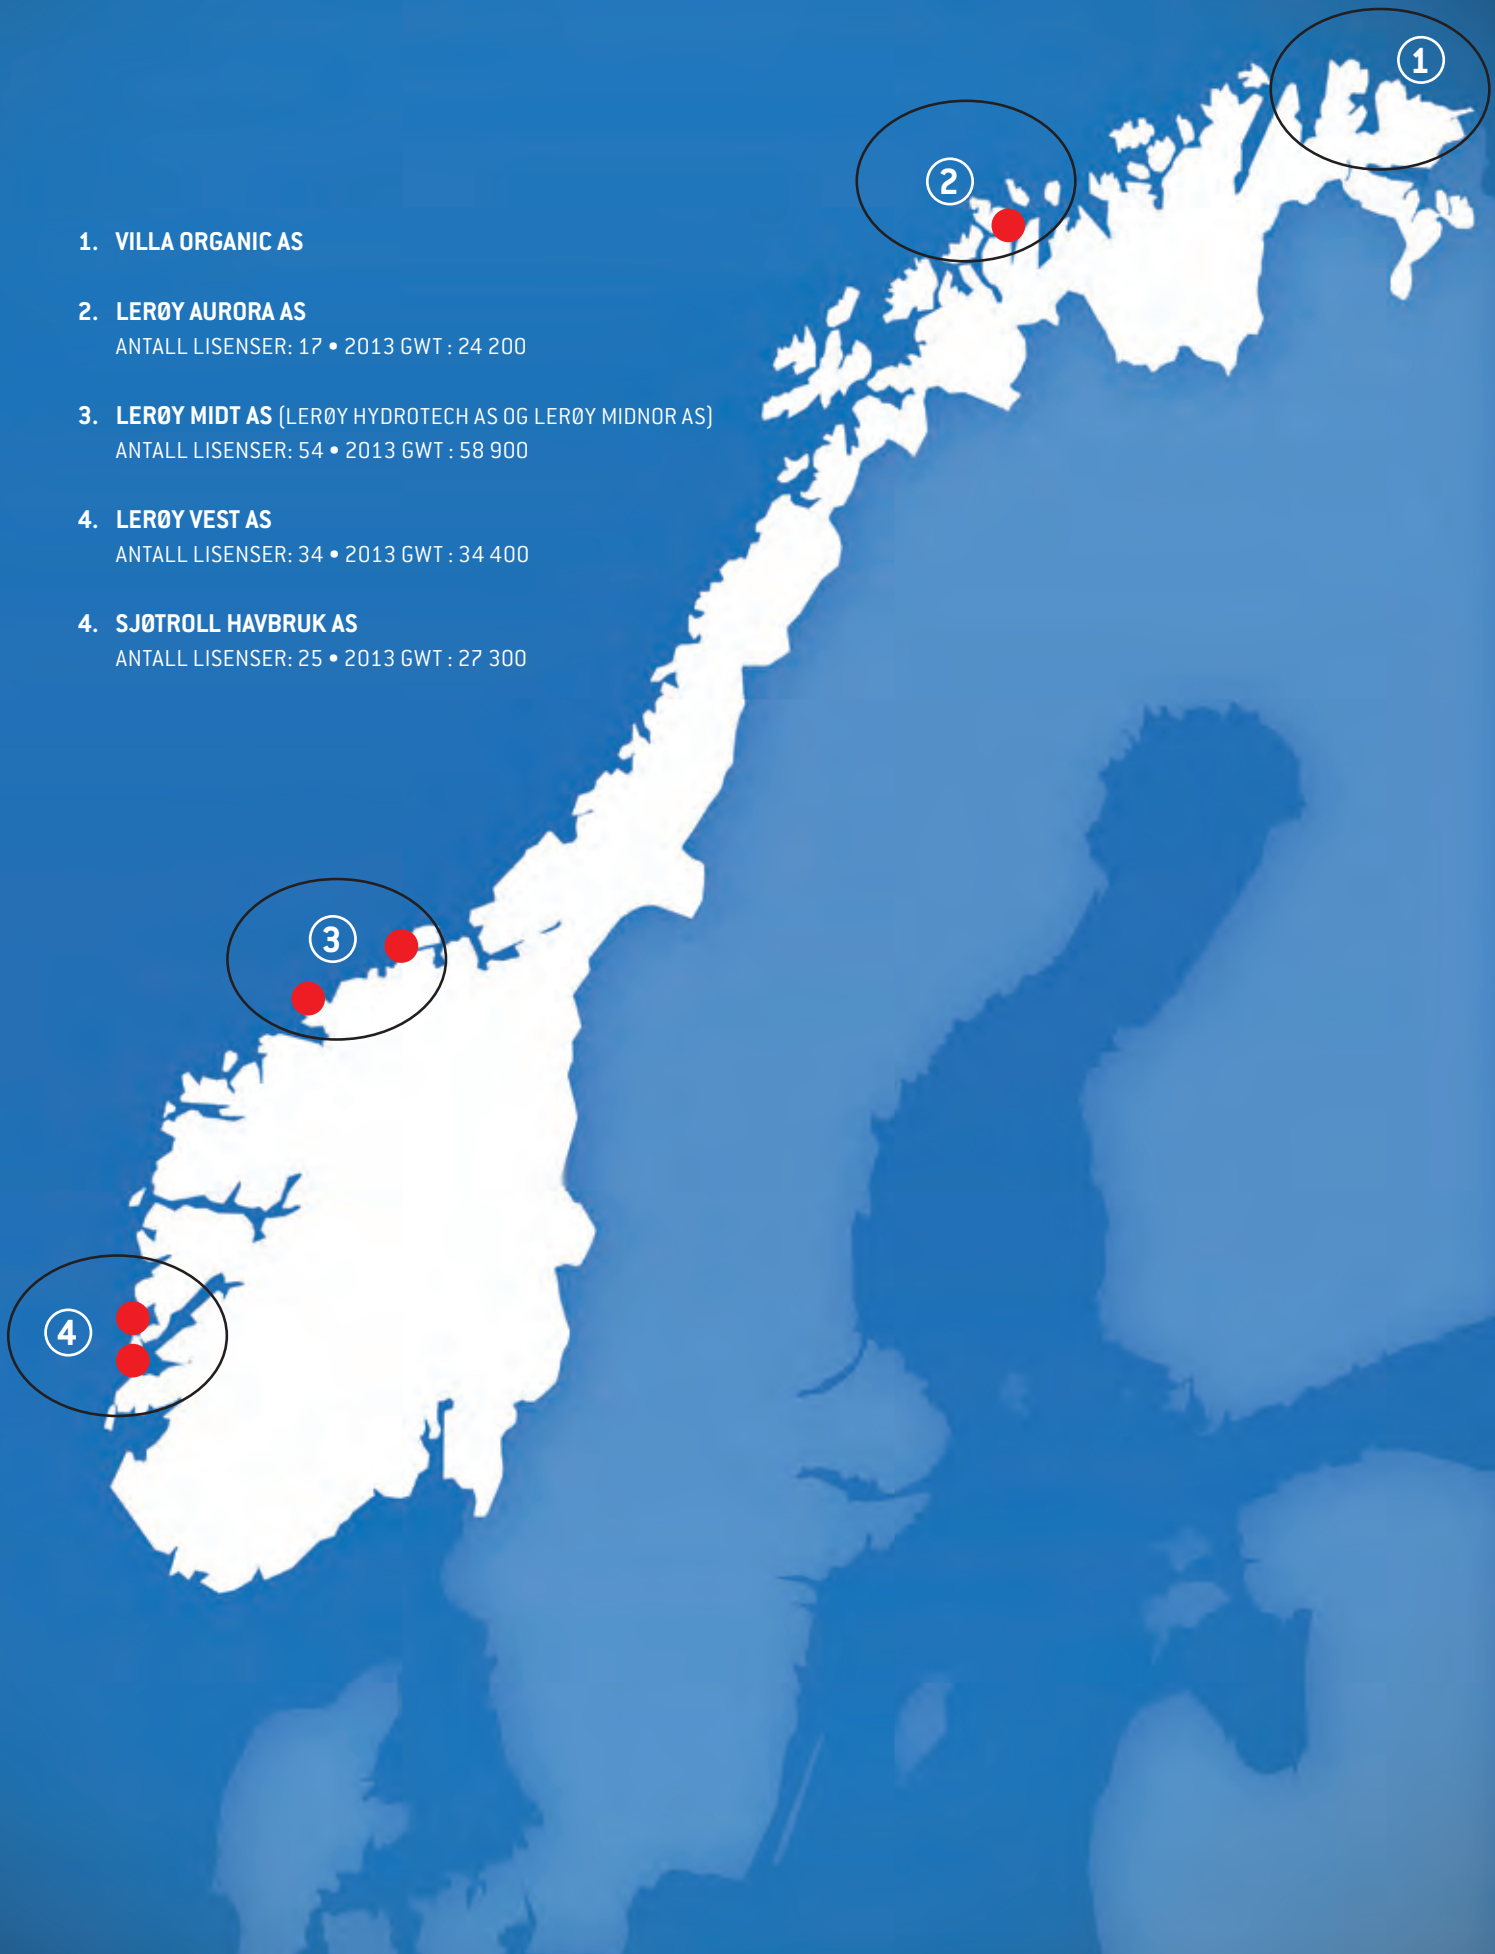 1. VILLA ORGANIC AS
2. LERØY AURORA AS
ANTALL LISENSER: 17 • 2013 GWT : 24 200
3. LERØY MIDT AS (LERØY HYDROTECH AS OG LERØY MIDNOR AS)
ANTALL LISENSER: 54 • 2013 GWT : 58 900
4. LERØY VEST AS
ANTALL LISENSER: 34 • 2013 GWT : 34 400
4. SJØTROLL HAVBRUK AS
ANTALL LISENSER: 25 • 2013 GWT : 27 300
1
2
3
4